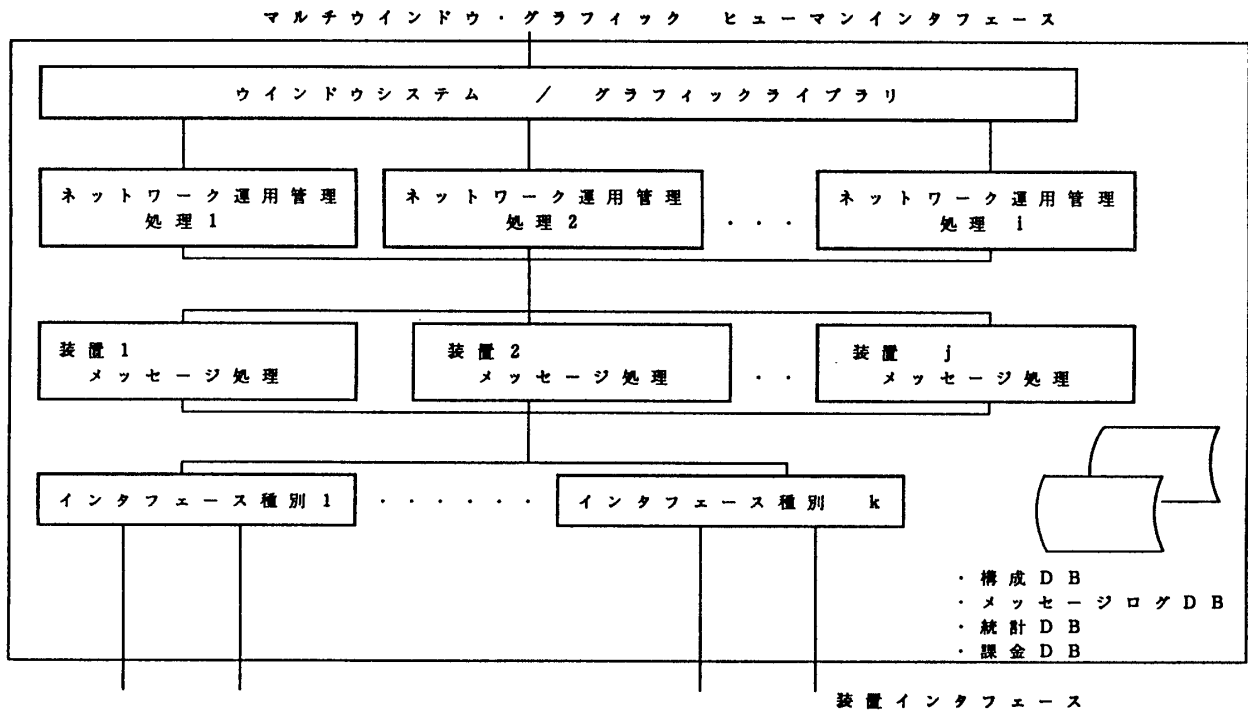 マルチウインドウ・グラフィック ヒューマンインタフェース
ウインドウシステム / グラフィックライブラリ
ネットワーク運用管理
処理1
ネットワーク運用管理
処理2
・・・
ネットワーク運用管理
処理 i
装置1
メッセージ処理
装置2
メッセージ処理
・・
装置 j
メッセージ処理
インタフェース種別1
・・・・・・
インタフェース種別 k
・構成DB
・メッセージログDB
・統計DB
・課金DB
装置インタフェース